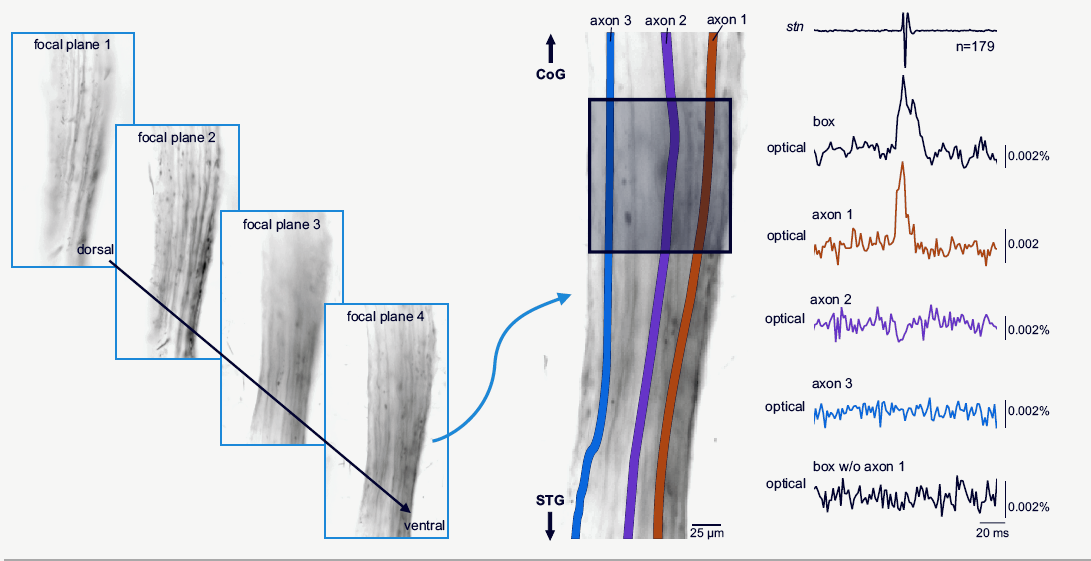 focal plane 1
focal plane 2
focal plane 3
focal plane 4
dorsal
ventral
axon 3
axon 2
axon 1
CoG
STG
25 µm
stn
n=179
box
optical
0.002%
axon 1
optical
0.002
axon 2
optical
0.002%
axon 3
optical
0.002%
box w/o axon 1
optical
0.002%
20 ms